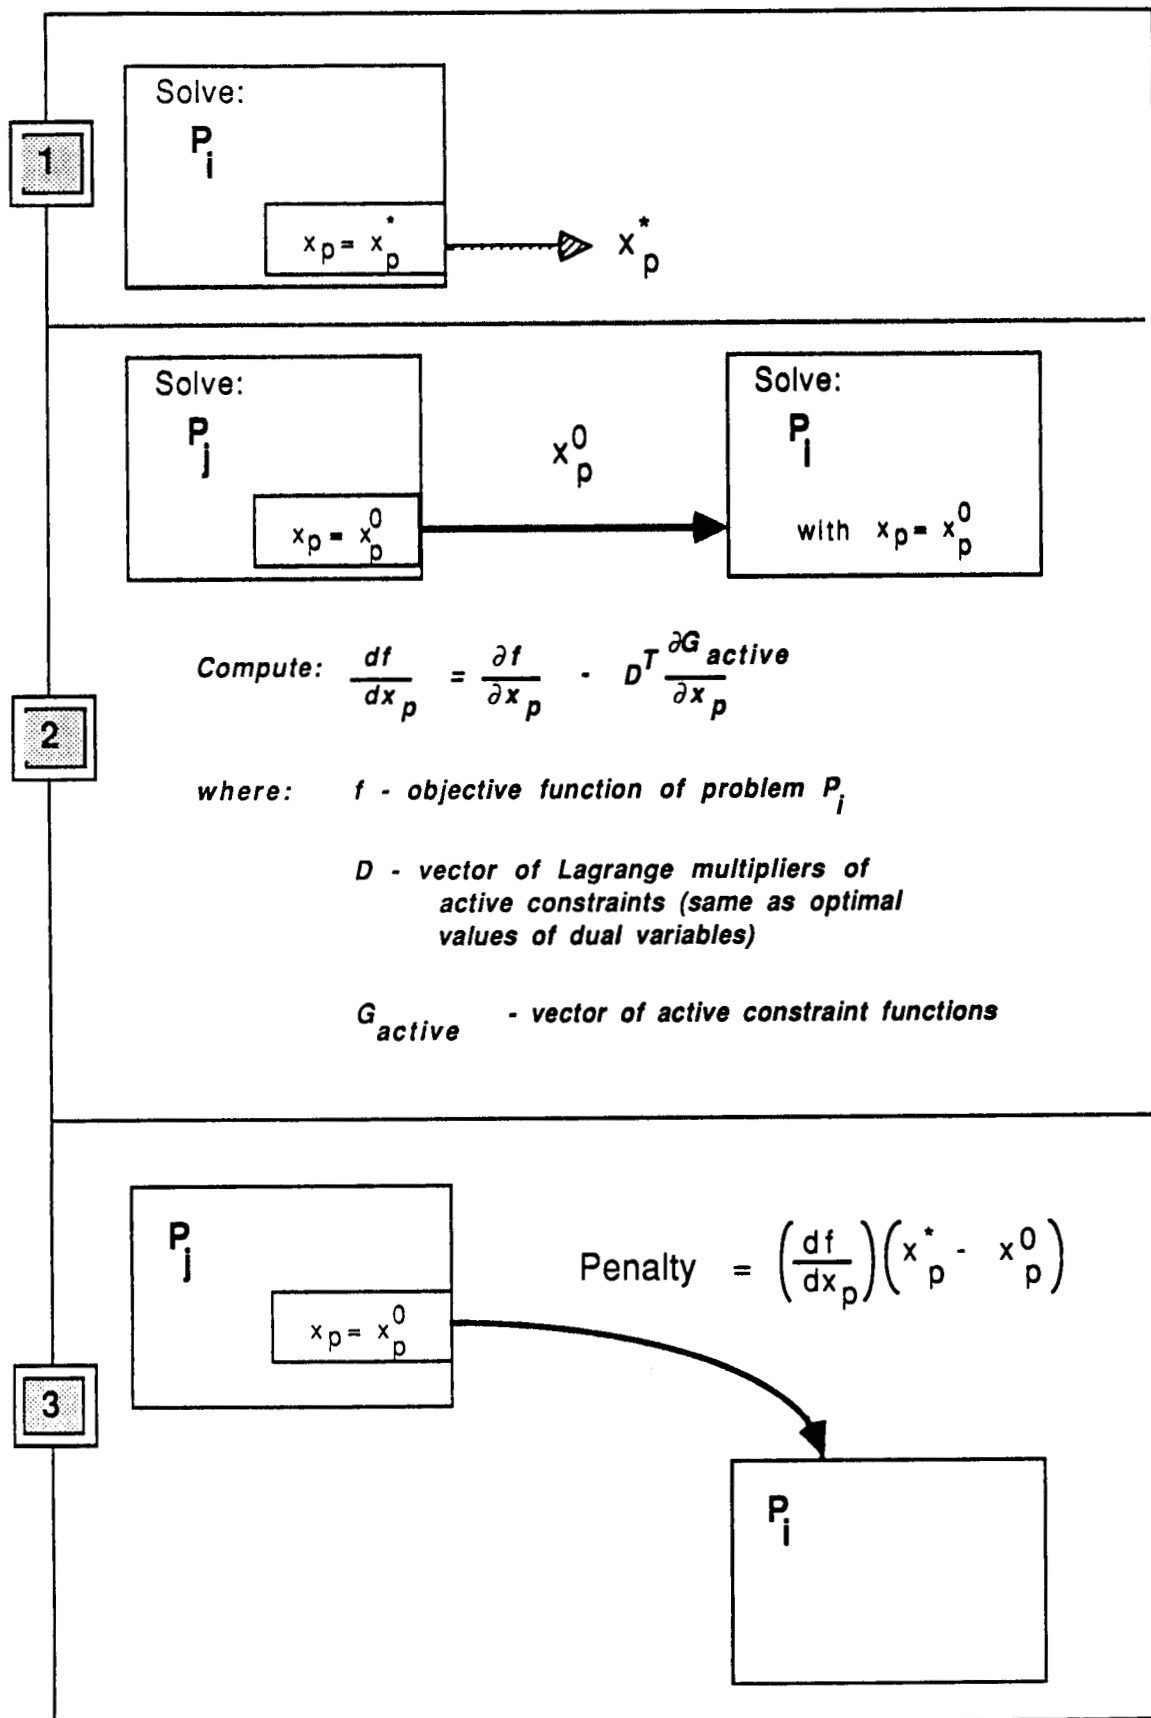 1
Solve:
P_i
x_p = x_p^*
x_p^*
2
Solve:
P_j
x_p = x_p^0
x_p^0
Solve:
P_i
with x_p = x_p^0
Compute: df/dx_p = ∂f/∂x_p - D^T ∂G_active/∂x_p
where: f - objective function of problem P_i
D - vector of Lagrange multipliers of
active constraints (same as optimal
values of dual variables)
G_active - vector of active constraint functions
3
P_j
x_p = x_p^0
Penalty = (df/dx_p)(x_p^* - x_p^0)
P_i